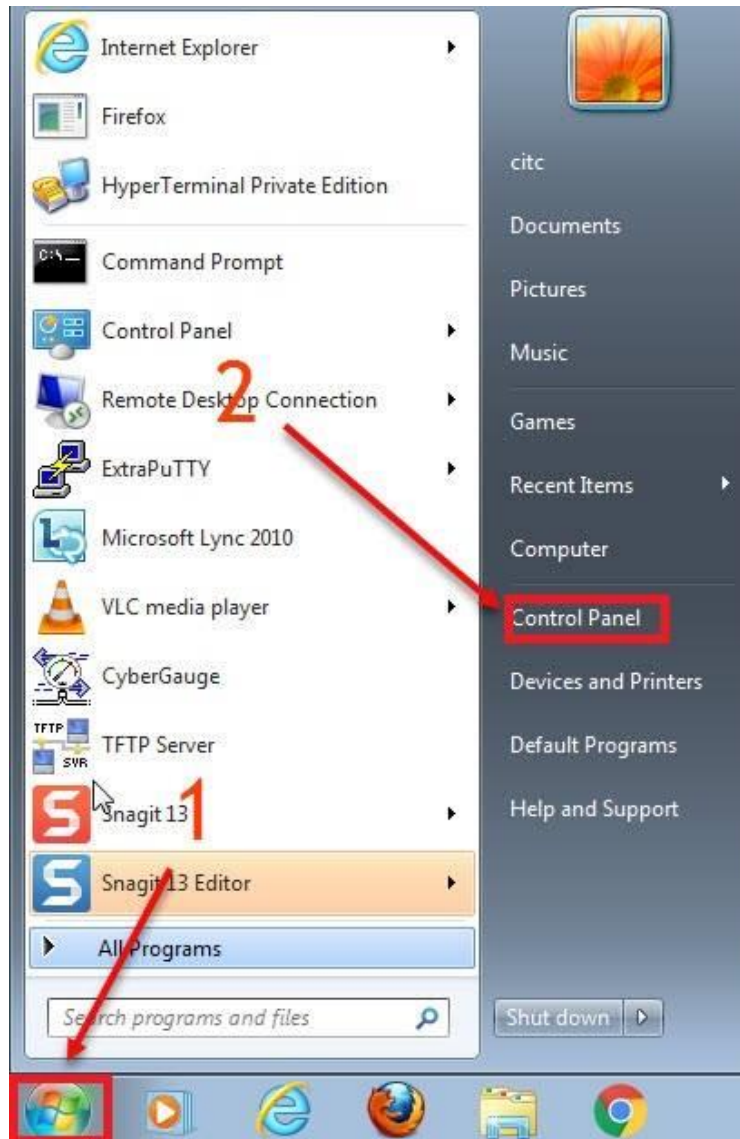 Internet Explorer
Firefox
HyperTerminal Private Edition
C:\_
Command Prompt
Control Panel
Remote Desktop Connection
2
ExtraPuTTY
Microsoft Lync 2010
VLC media player
CyberGauge
TFTP
SVR
TFTP Server
Snagit 13
1
Snagit 13 Editor
All Programs
Search programs and files
citc
Documents
Pictures
Music
Games
Recent Items
Computer
Control Panel
Devices and Printers
Default Programs
Help and Support
Shut down